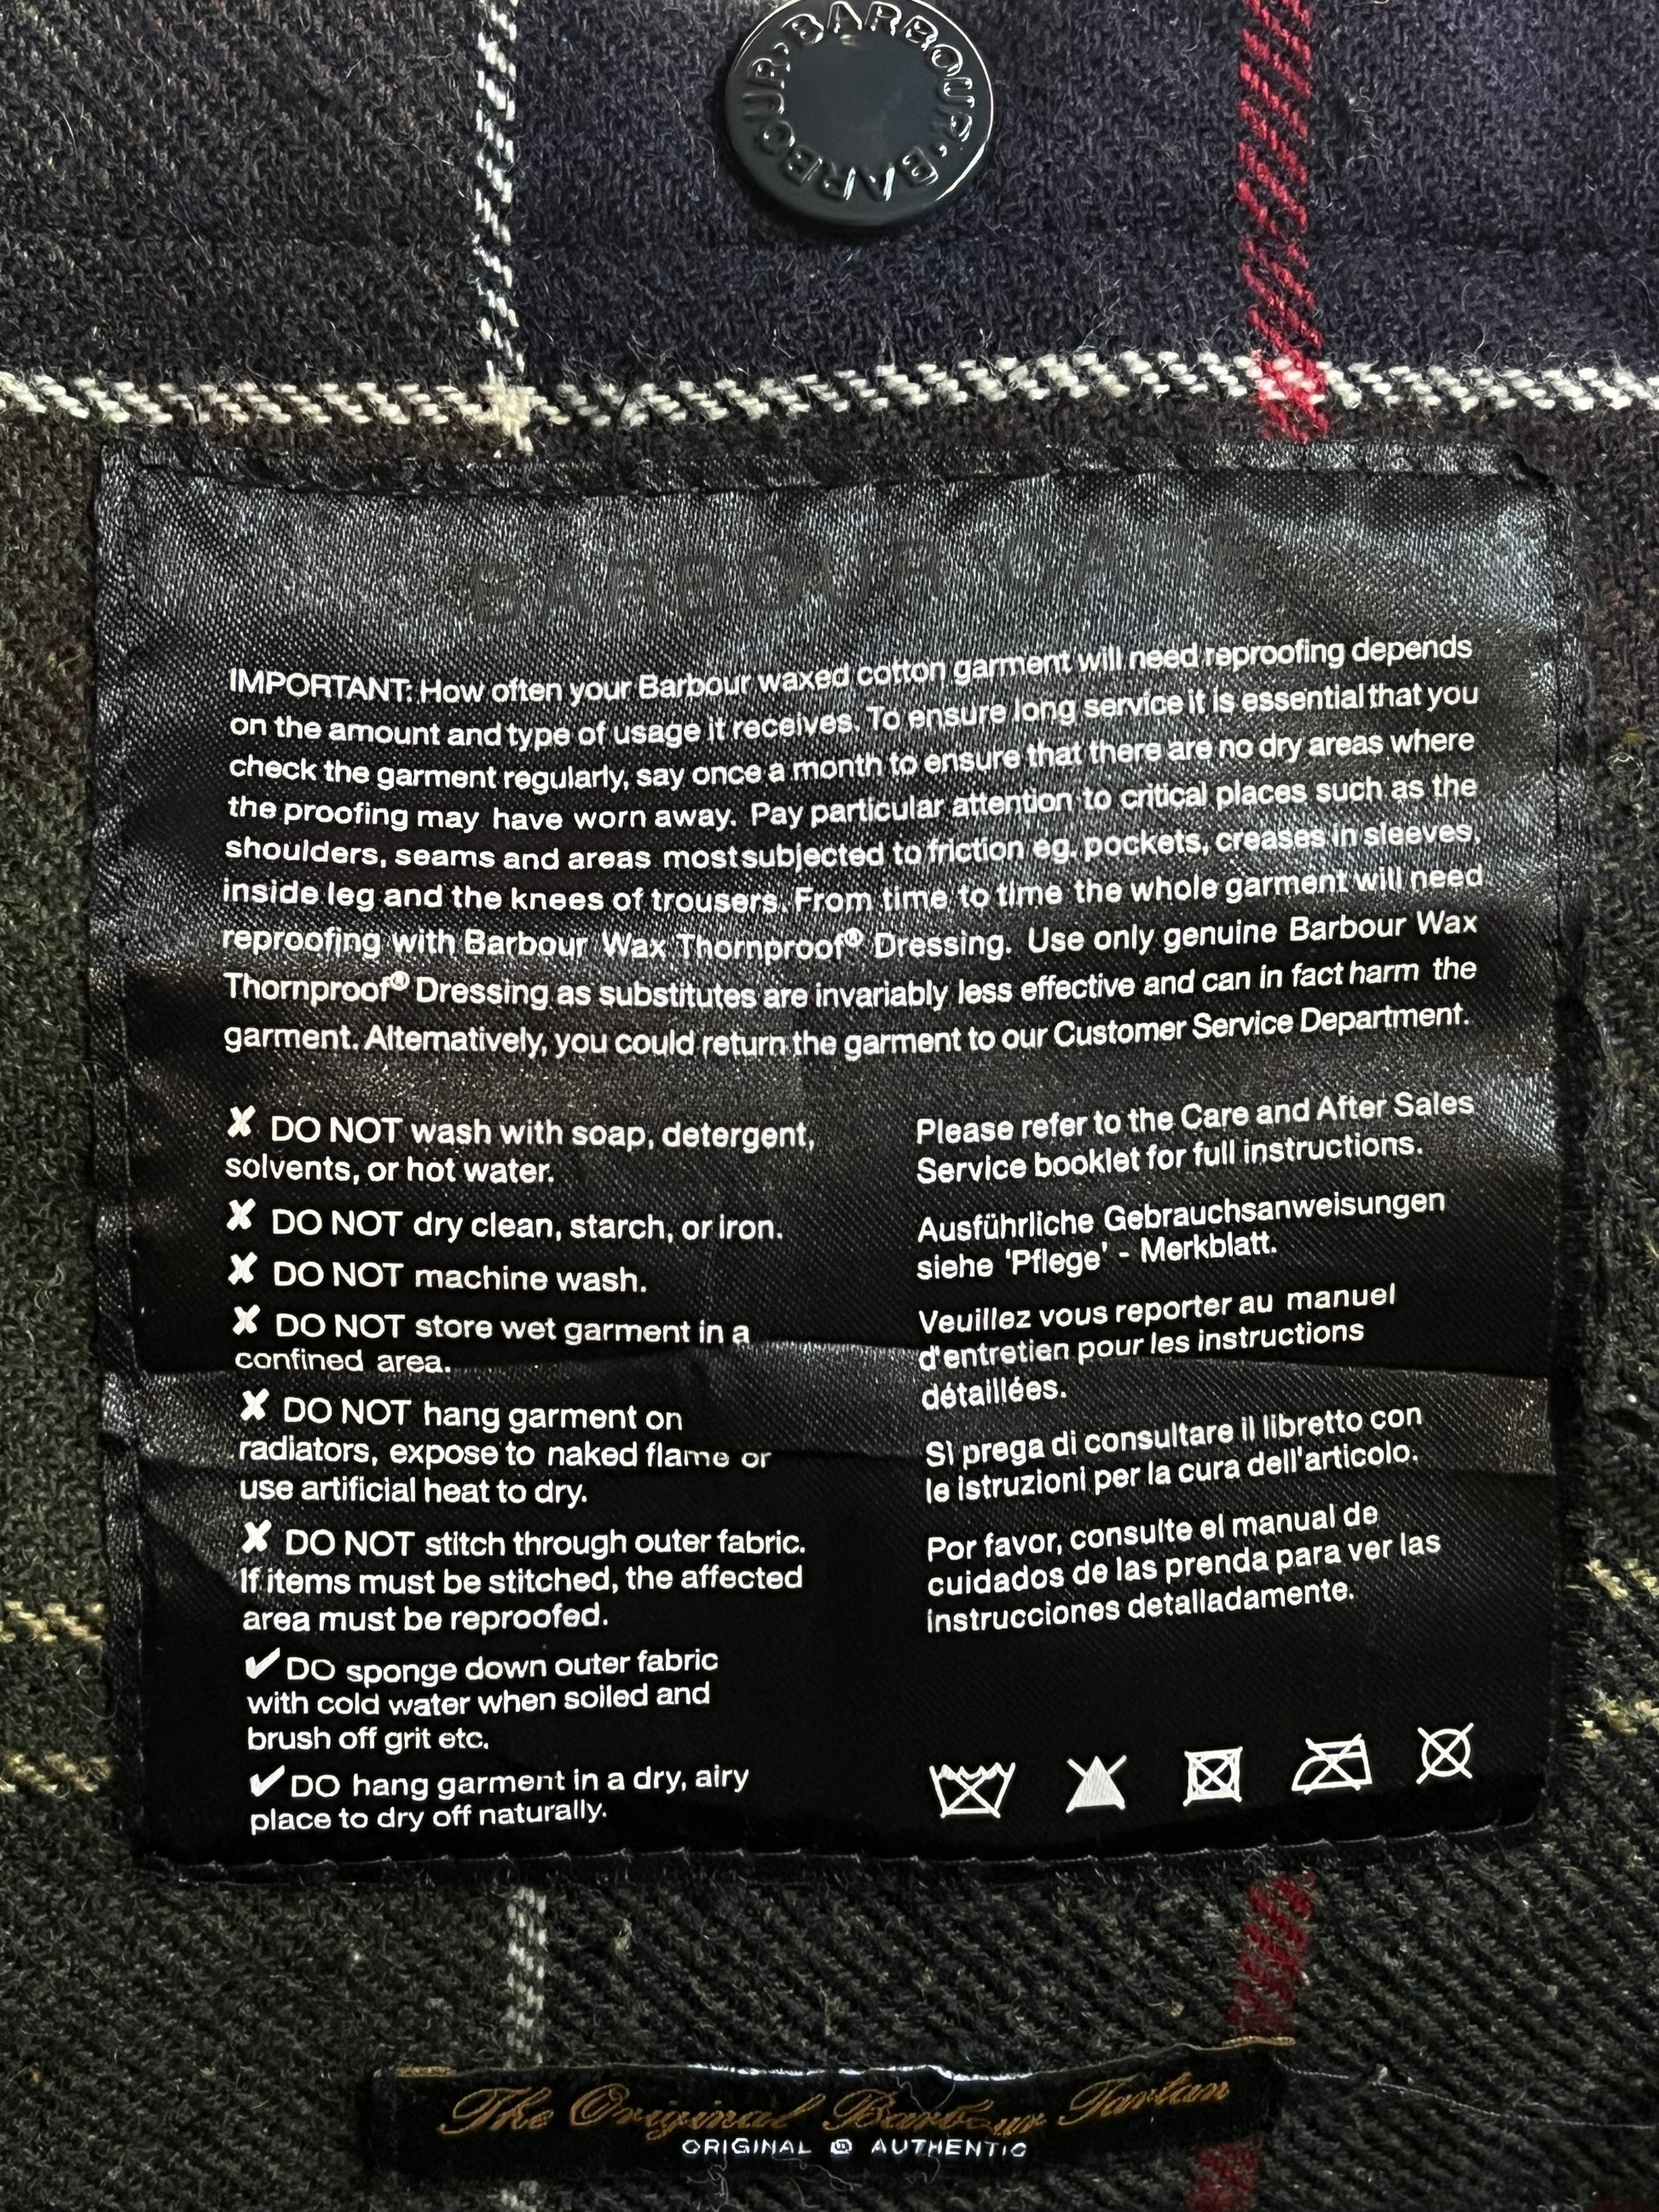 BARBOUR · BARBOUR · BARBOUR
BARBOUR CARE
IMPORTANT: How often your Barbour waxed cotton garment will need reproofing depends
on the amount and type of usage it receives. To ensure long service it is essential that you
check the garment regularly, say once a month to ensure that there are no dry areas where
the proofing may have worn away. Pay particular attention to critical places such as the
shoulders, seams and areas most subjected to friction eg. pockets, creases in sleeves,
inside leg and the knees of trousers. From time to time the whole garment will need
reproofing with Barbour Wax Thornproof® Dressing. Use only genuine Barbour Wax
Thornproof® Dressing as substitutes are invariably less effective and can in fact harm the
garment. Alternatively, you could return the garment to our Customer Service Department.
✘ DO NOT wash with soap, detergent,
solvents, or hot water.
✘ DO NOT dry clean, starch, or iron.
✘ DO NOT machine wash.
✘ DO NOT store wet garment in a
confined area.
✘ DO NOT hang garment on
radiators, expose to naked flame or
use artificial heat to dry.
✘ DO NOT stitch through outer fabric.
If items must be stitched, the affected
area must be reproofed.
✔ DO sponge down outer fabric
with cold water when soiled and
brush off grit etc.
✔ DO hang garment in a dry, airy
place to dry off naturally.
Please refer to the Care and After Sales
Service booklet for full instructions.
Ausführliche Gebrauchsanweisungen
siehe 'Pflege' - Merkblatt.
Veuillez vous reporter au manuel
d'entretien pour les instructions
détaillées.
Si prega di consultare il libretto con
le istruzioni per la cura dell'articolo.
Por favor, consulte el manual de
cuidados de las prenda para ver las
instrucciones detalladamente.
The Original Barbour Tartan
ORIGINAL & AUTHENTIC